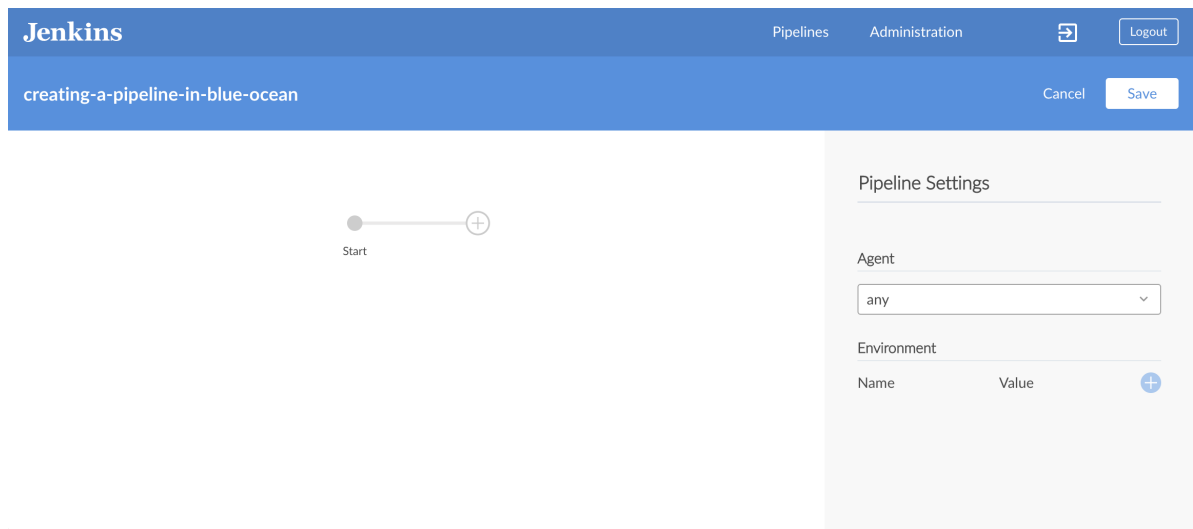 Jenkins
Pipelines
Administration
Logout
creating-a-pipeline-in-blue-ocean
Cancel
Save
Start
Pipeline Settings
Agent
any
Environment
Name
Value